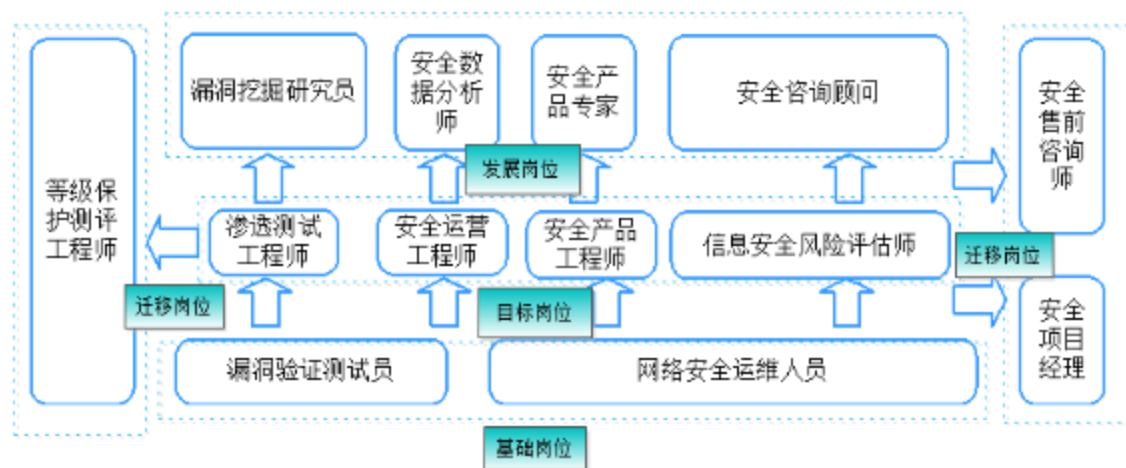 漏洞挖掘研究员
安全数
据分析
师
安全产
品专家
安全咨询顾问
安全
售前
咨询
师
发展岗位
等级保
护测评
工程师
渗透测试
工程师
安全运营
工程师
安全产品
工程师
信息安全风险评估师
迁移岗位
迁移岗位
目标岗位
安全
项目
经理
漏洞验证测试员
网络安全运维人员
基础岗位